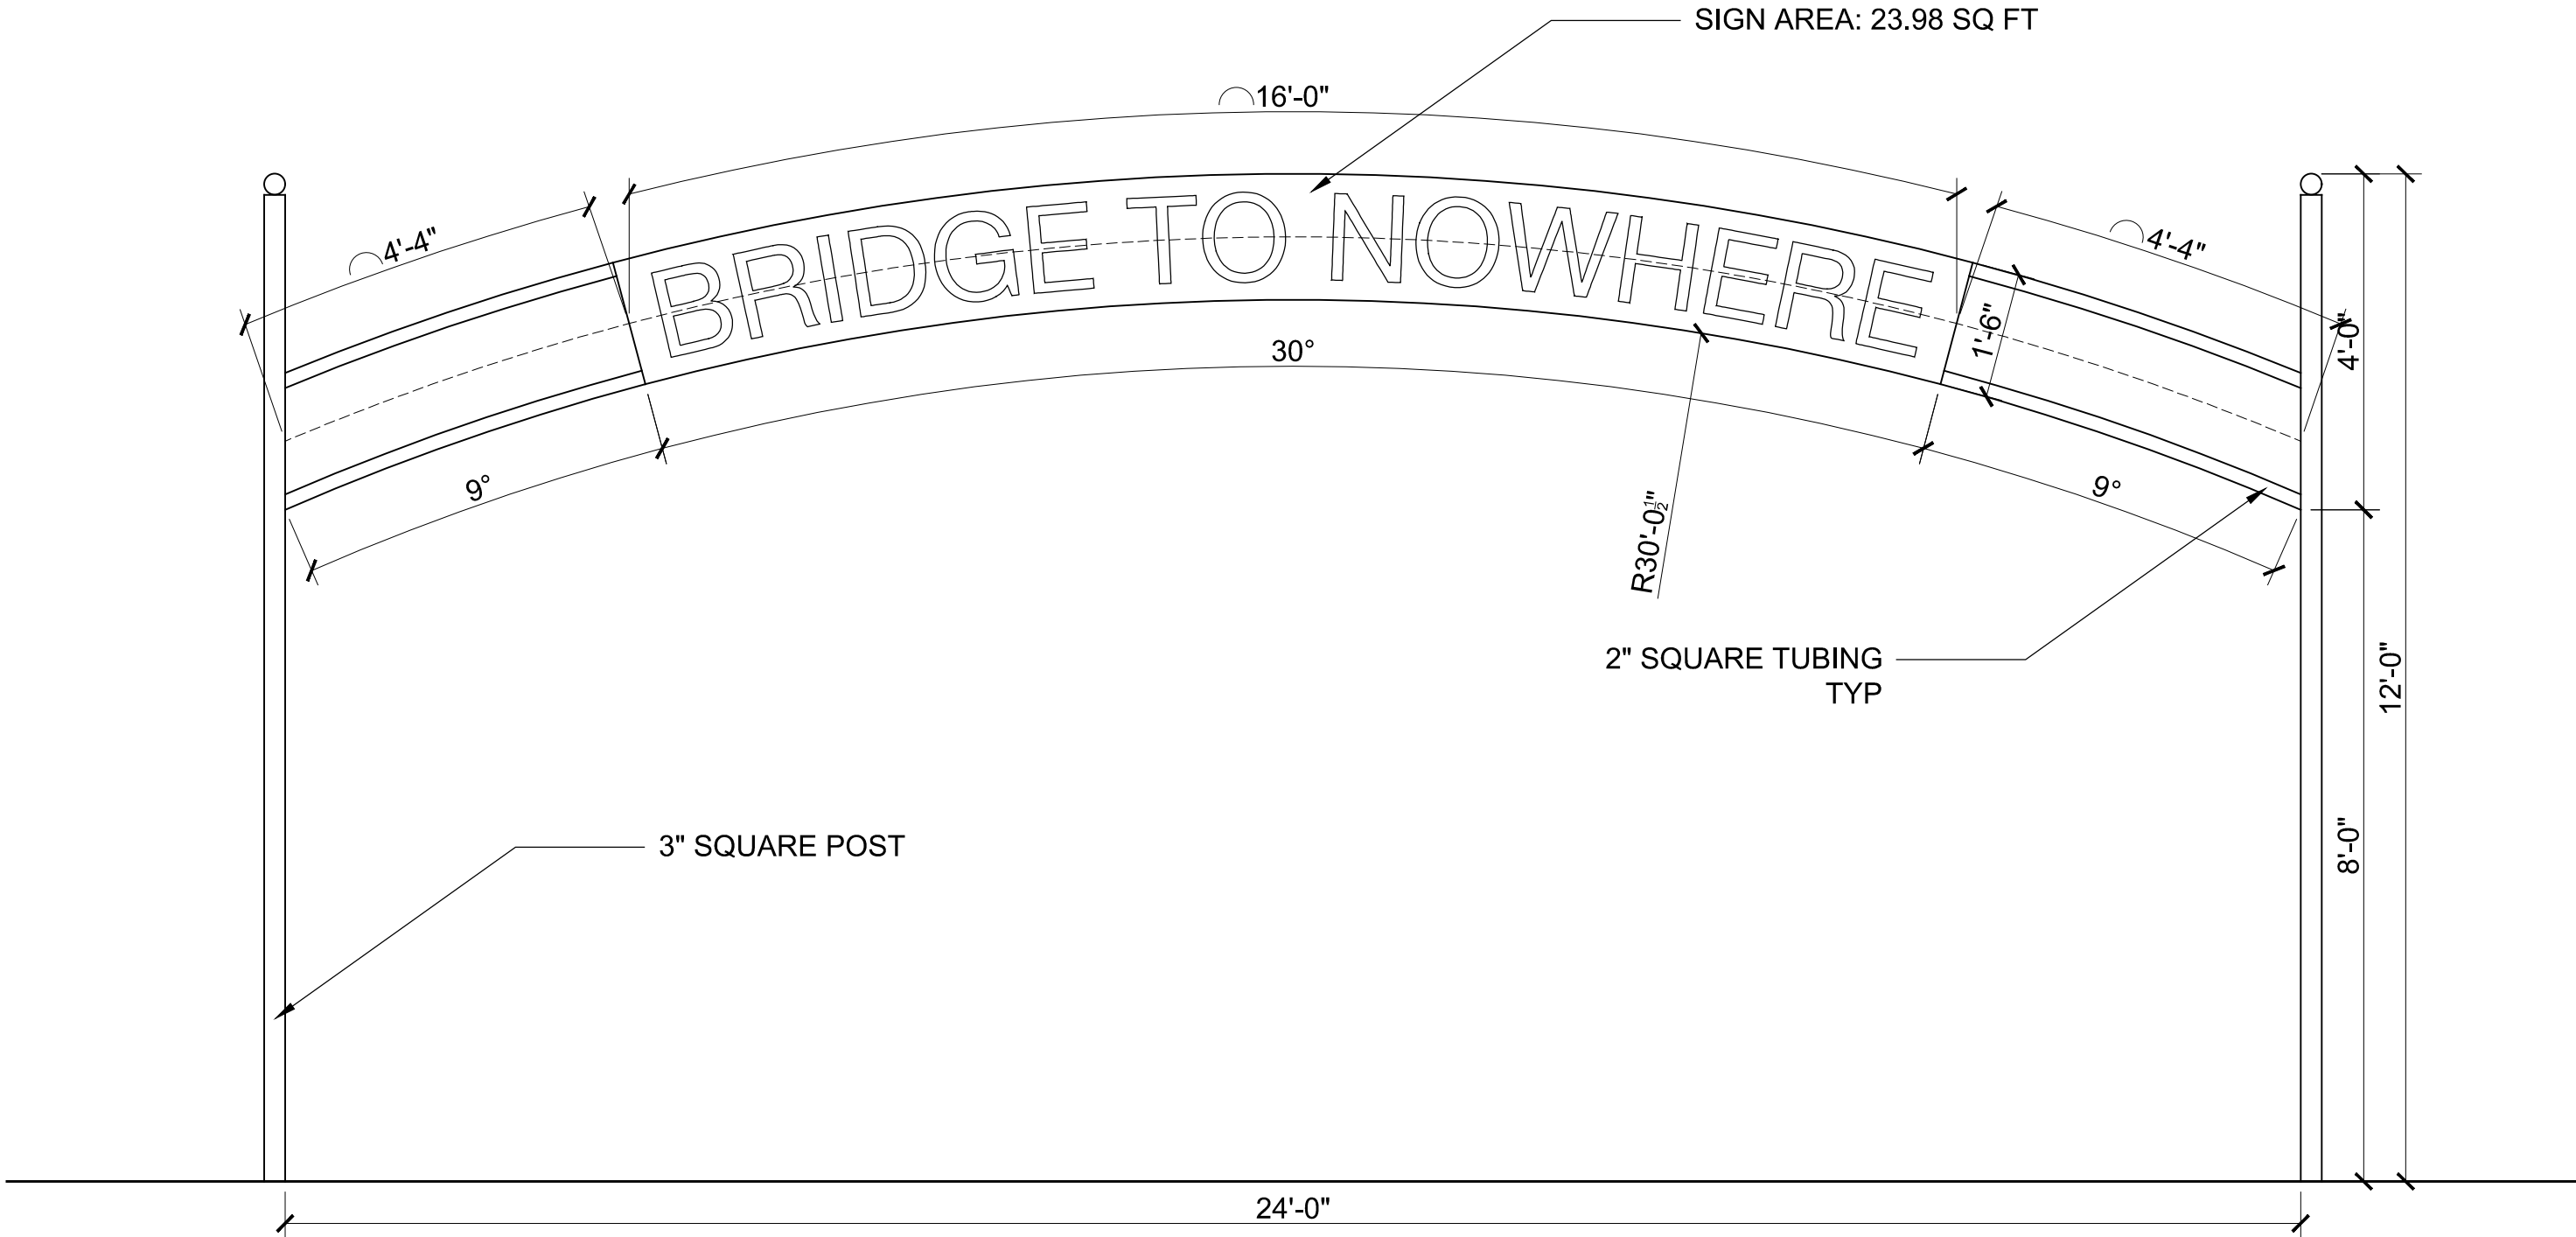 SIGN AREA: 23.98 SQ FT
16'-0"
4'-4"
4'-4"
BRIDGE TO NOWHERE
1'-6"
4'-0"
30°
9°
9°
R30'-0½"
2" SQUARE TUBING
TYP
12'-0"
3" SQUARE POST
8'-0"
24'-0"